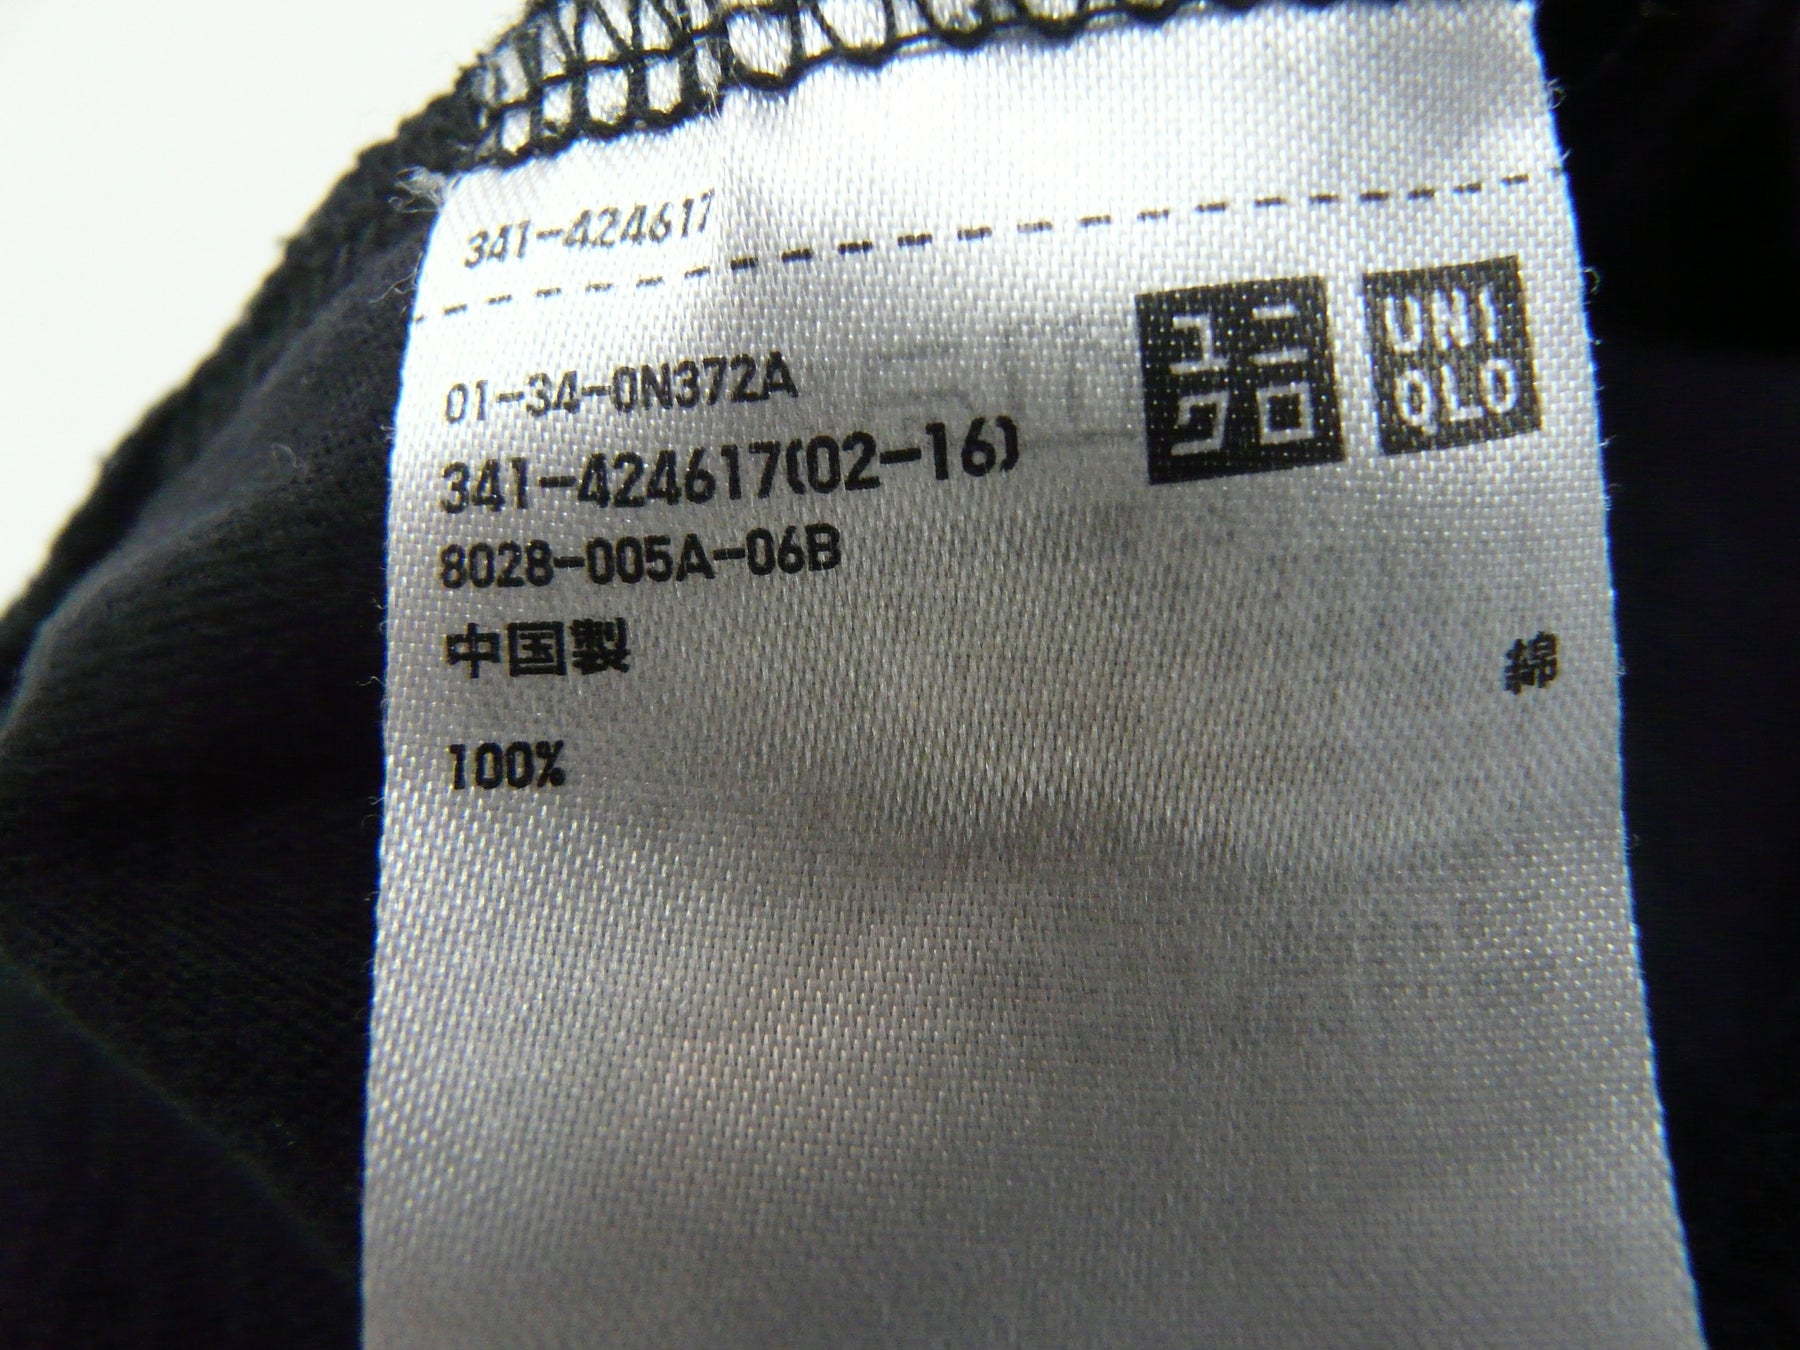 341-424617
ユニ
クロ
UNI
QLO
01-34-0N372A
341-424617(02-16)
8028-005A-06B
中国製
綿
100%